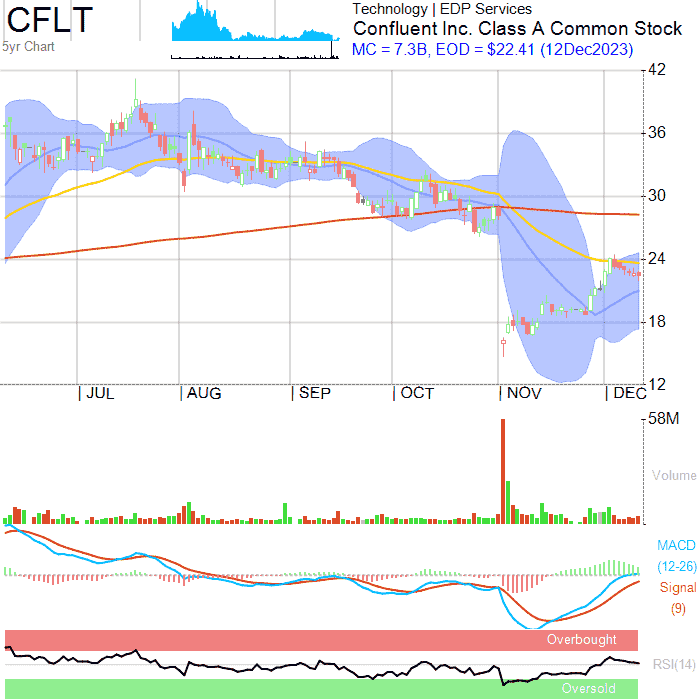 CFLT
5yr Chart
Technology | EDP Services
Confluent Inc. Class A Common Stock
MC = 7.3B, EOD = $22.41 (12Dec2023)
42
36
30
24
18
12
JUL
AUG
SEP
OCT
NOV
DEC
58M
Volume
MACD
(12-26)
Signal
(9)
Overbought
RSI(14)
Oversold